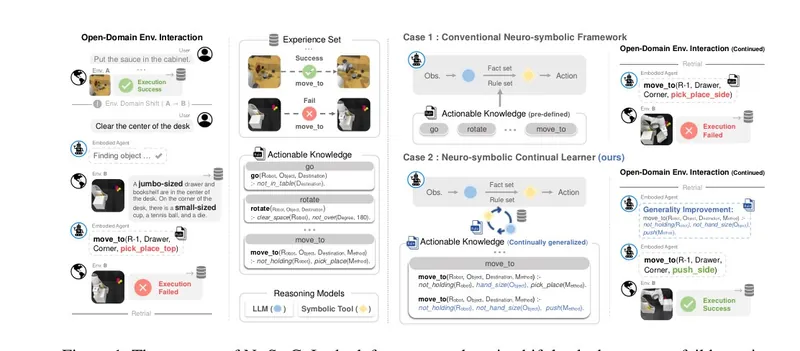 Open-Domain Env. Interaction
User
Put the sauce in the cabinet.
Env. A
Execution
Success
Env Domain Shift ( A → B )
User
Clear the center of the desk
Embodied Agent
Finding object ...
Env. B
A jumbo-sized drawer and
bookshelf are in the center of
the desk. On the corner of the
desk, there is a small-sized
cup, a tennis ball, and a die.
Embodied Agent
move_to(R-1, Drawer,
Corner, pick_place_top)
Env. B
Execution
Failed
Retrial
Experience Set
...
Success
move_to
Fail
move_to
Actionable Knowledge
go
go(Robot, Object, Destination)
:- not_in_table(Destination).
rotate
rotate(Robot, Object, Destination)
:- clear_space(Robot), not_over(Degree, 180).
...
move_to
move_to(Robot, Object, Destination, Method)
:- not_holding(Robot), pick_place(Method).
Reasoning Models
LLM ( )
Symbolic Tool ( )
Case 1 : Conventional Neuro-symbolic Framework
Obs.
Fact set
Rule set
Action
Actionable Knowledge (pre-defined)
go
rotate
...
move_to
Case 2 : Neuro-symbolic Continual Learner (ours)
Obs.
Fact set
Rule set
Action
Actionable Knowledge (Continually generalized)
...
move_to
move_to(Robot, Object, Destination, Method) :-
not_holding(Robot), hand_size(Object), pick_place(Method).
move_to(Robot, Object, Destination, Method) :-
not_holding(Robot), not_hand_size(Object), push(Method).
Open-Domain Env. Interaction (Continued)
Retrial
Embodied Agent
move_to(R-1, Drawer,
Corner, pick_place_side)
Env. B
Execution
Failed
Open-Domain Env. Interaction (Continued)
Retrial
Embodied Agent
Generality Improvement:
move_to(Robot, Object, Destination, Method) :-
not_holding(Robot), not_hand_size(Object),
push(Method).
Embodied Agent
move_to(R-1, Drawer,
Corner, push_side)
Env. B
Execution
Success